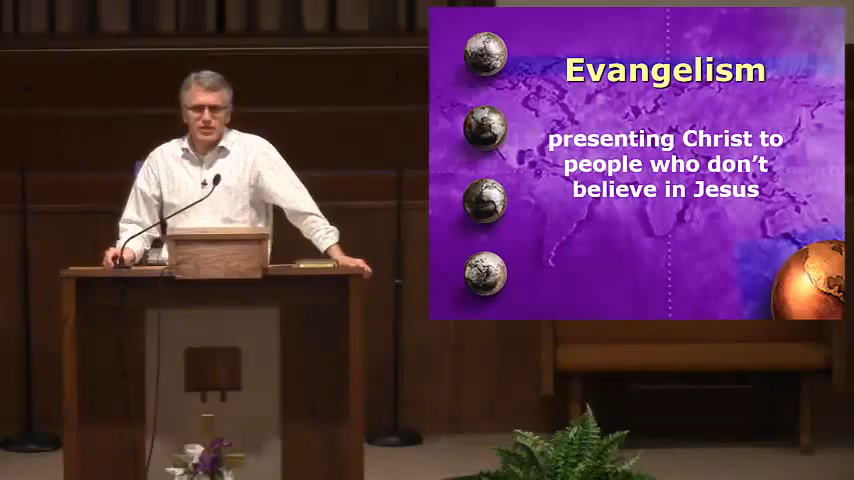 Evangelism
presenting Christ to
people who don't
believe in Jesus